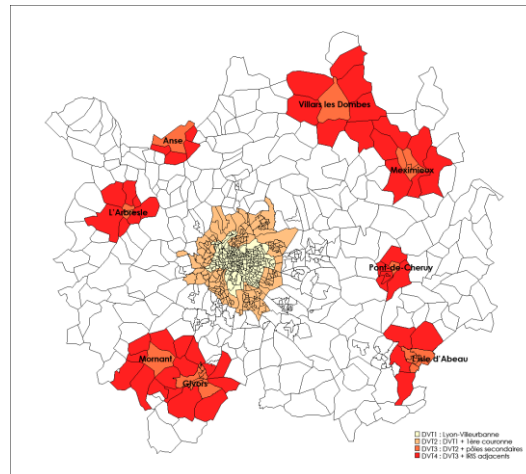 Villars les Dombes
Anse
Meximieux
L'Arbresle
Pont-de-Cheruy
Mornant
L'Isle d'Abeau
DVT1 : Lyon-Villeurbanne
DVT2 : DVT1 + 1ère couronne
DVT3 : DVT2 + pôles secondaires
DVT4 : DVT3 + IRIS adjacents